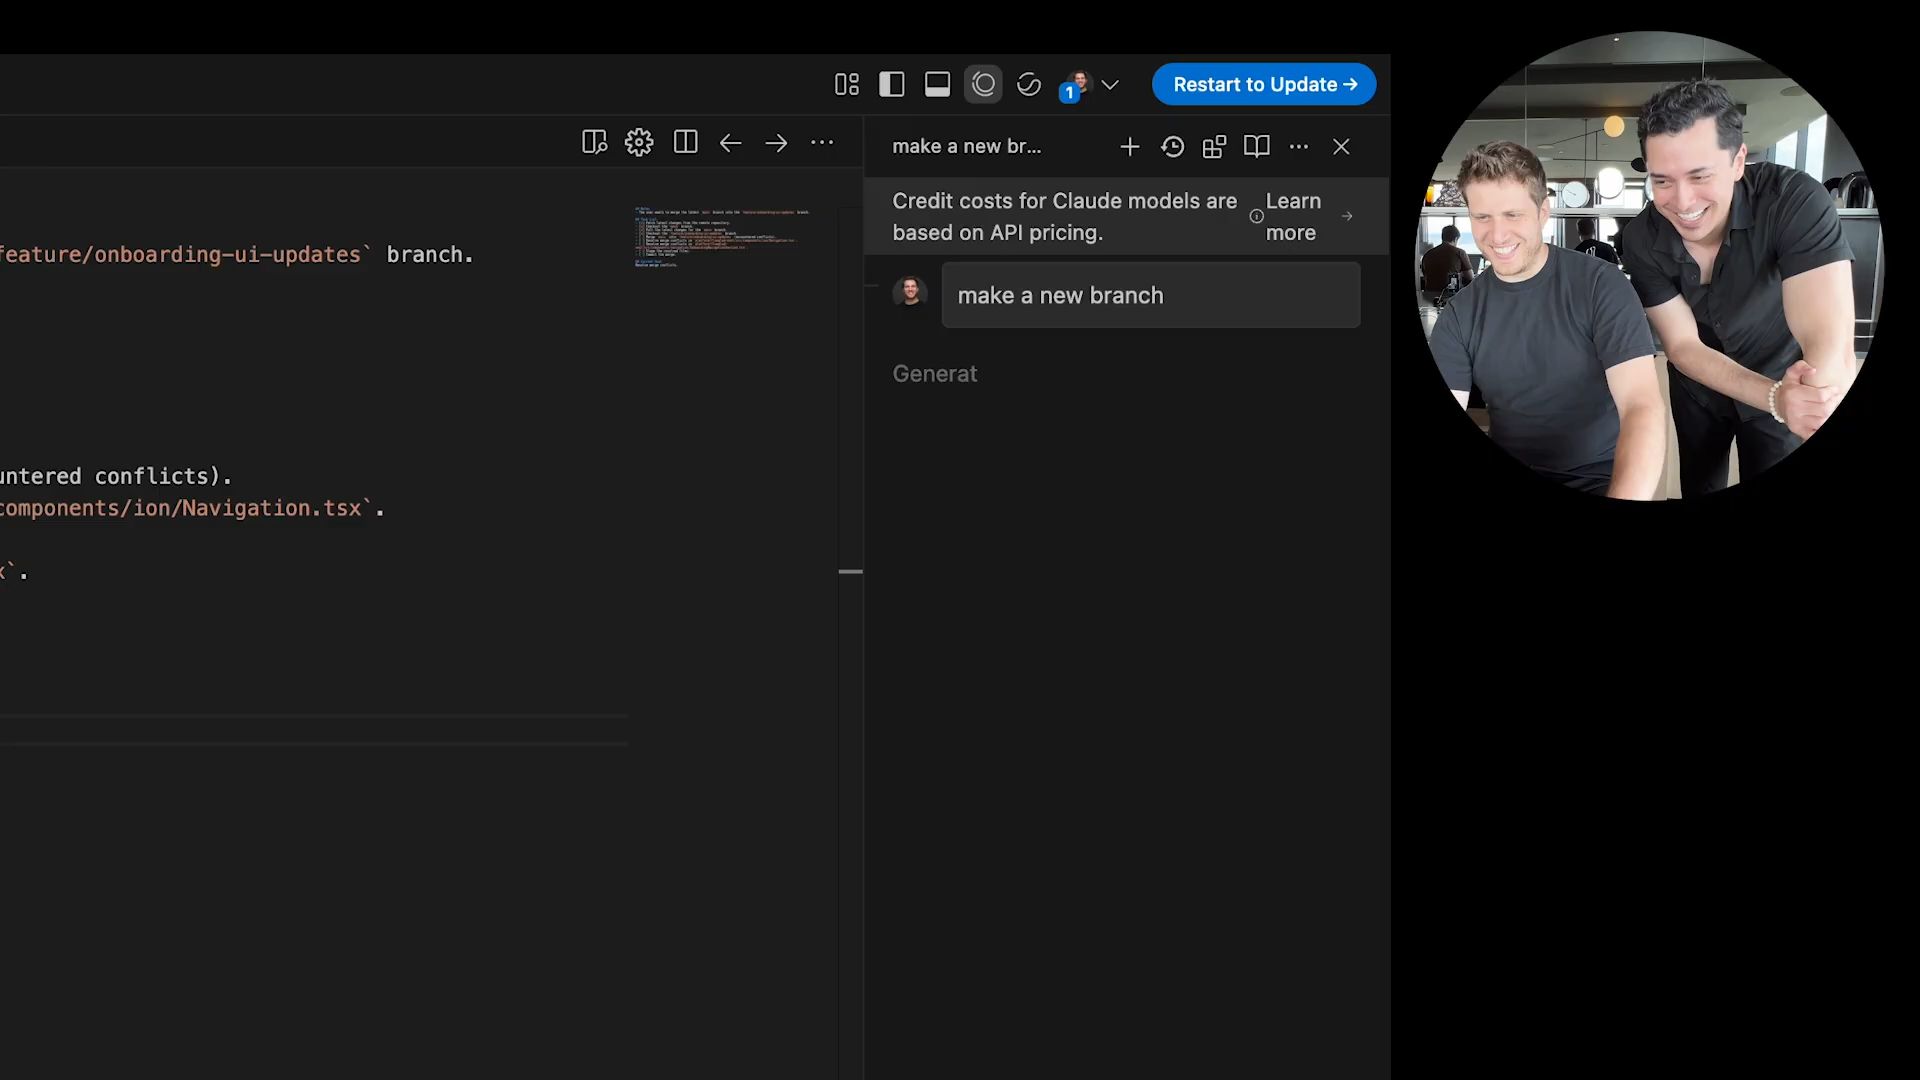 1
Restart to Update →
make a new br...
Credit costs for Claude models are
based on API pricing.
Learn
more
feature/onboarding-ui-updates` branch.
make a new branch
Generat
untered conflicts).
components/ion/Navigation.tsx`.
x`.